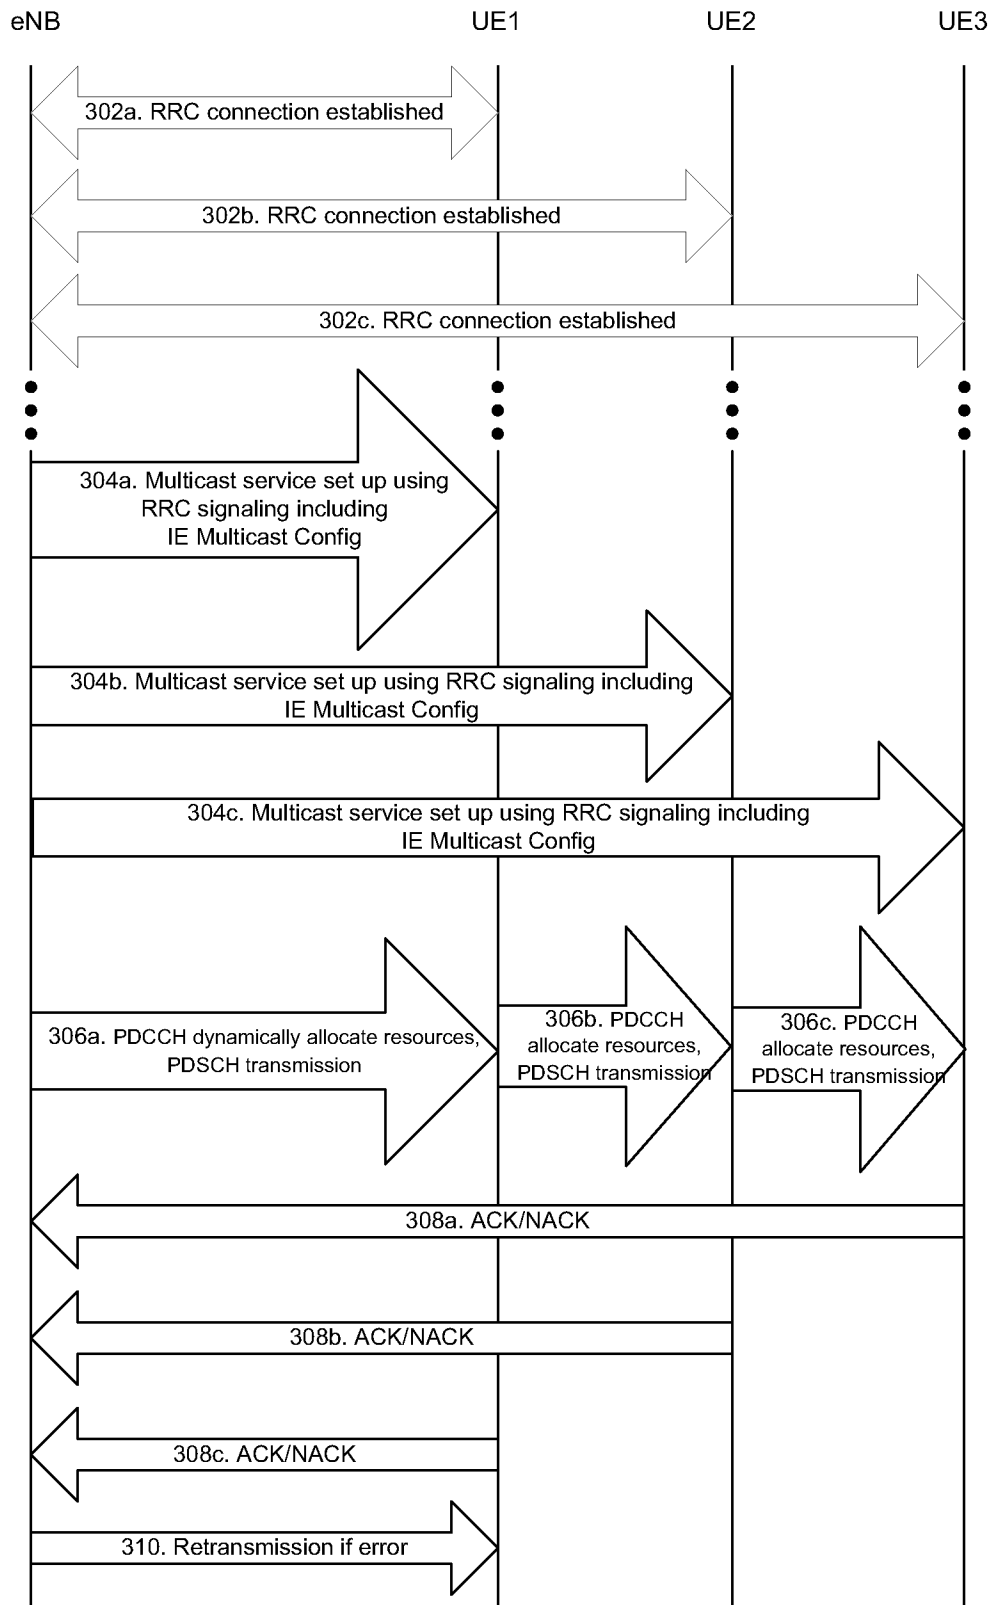 eNB
UE1
UE2
UE3
302a. RRC connection established
302b. RRC connection established
302c. RRC connection established
304a. Multicast service set up using
RRC signaling including
IE Multicast Config
304b. Multicast service set up using RRC signaling including
IE Multicast Config
304c. Multicast service set up using RRC signaling including
IE Multicast Config
306a. PDCCH dynamically allocate resources,
PDSCH transmission
306b. PDCCH
allocate resources,
PDSCH transmission
306c. PDCCH
allocate resources,
PDSCH transmission
308a. ACK/NACK
308b. ACK/NACK
308c. ACK/NACK
310. Retransmission if error